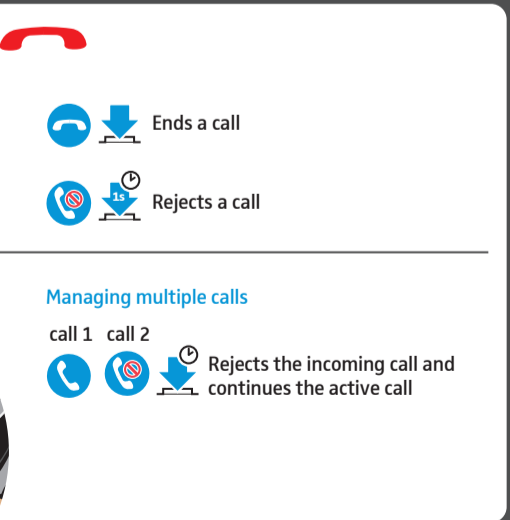 Ends a call
1s
Rejects a call
Managing multiple calls
call 1 call 2
Rejects the incoming call and
continues the active call